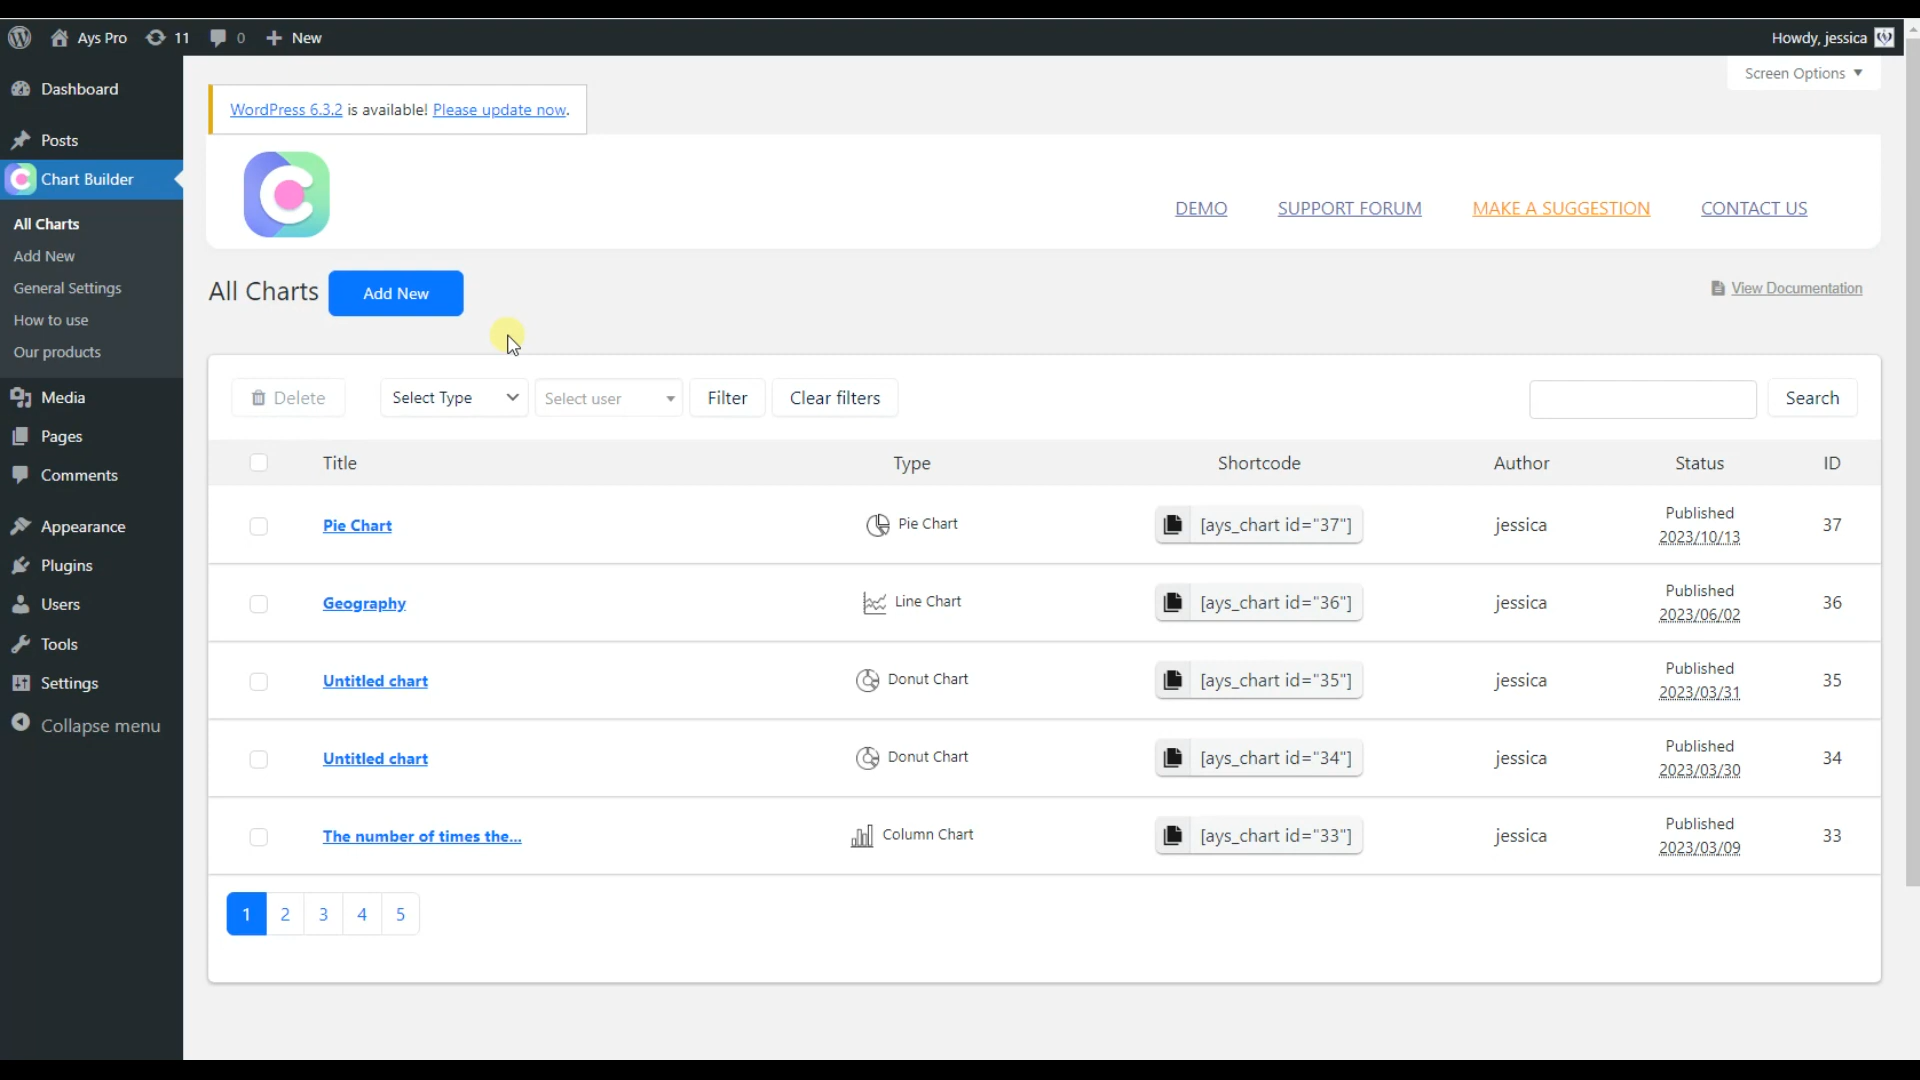 Ays Pro 11 0 New Howdy, jessica
Screen Options
Dashboard
Posts
Chart Builder
All Charts
Add New
General Settings
How to use
Our products
Media
Pages
Comments
Appearance
Plugins
Users
Tools
Settings
Collapse menu
WordPress 6.3.2 is available! Please update now.
DEMO SUPPORT FORUM MAKE A SUGGESTION CONTACT US
All Charts Add New View Documentation
Delete Select Type Select user Filter Clear filters Search
Title Type Shortcode Author Status ID
Pie Chart Pie Chart [ays_chart id="37"] jessica Published 37
2023/10/13
Geography Line Chart [ays_chart id="36"] jessica Published 36
2023/06/02
Untitled chart Donut Chart [ays_chart id="35"] jessica Published 35
2023/03/31
Untitled chart Donut Chart [ays_chart id="34"] jessica Published 34
2023/03/30
The number of times the... Column Chart [ays_chart id="33"] jessica Published 33
2023/03/09
1 2 3 4 5